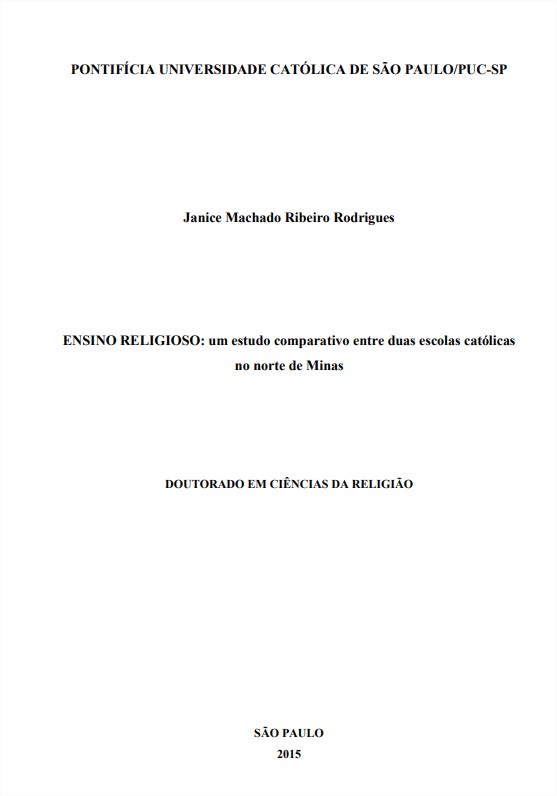 PONTIFÍCIA UNIVERSIDADE CATÓLICA DE SÃO PAULO/PUC-SP
Janice Machado Ribeiro Rodrigues
ENSINO RELIGIOSO: um estudo comparativo entre duas escolas católicas
no norte de Minas
DOUTORADO EM CIÊNCIAS DA RELIGIÃO
SÃO PAULO
2015